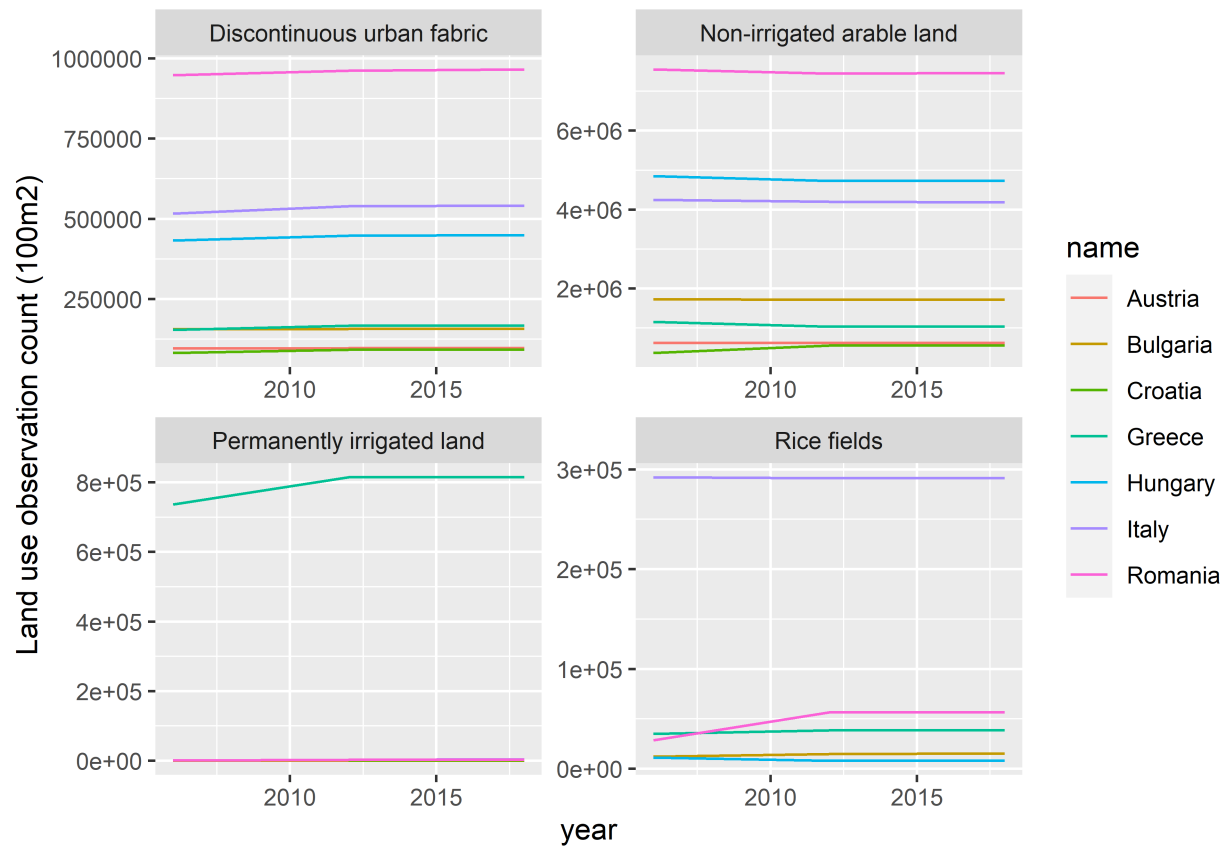 Discontinuous urban fabric
Non-irrigated arable land
1000000
750000
500000
250000
6e+06
4e+06
2e+06
2010
2015
2010
2015
Permanently irrigated land
Rice fields
8e+05
6e+05
4e+05
2e+05
0e+00
3e+05
2e+05
1e+05
0e+00
2010
2015
2010
2015
year
Land use observation count (100m2)
name
Austria
Bulgaria
Croatia
Greece
Hungary
Italy
Romania